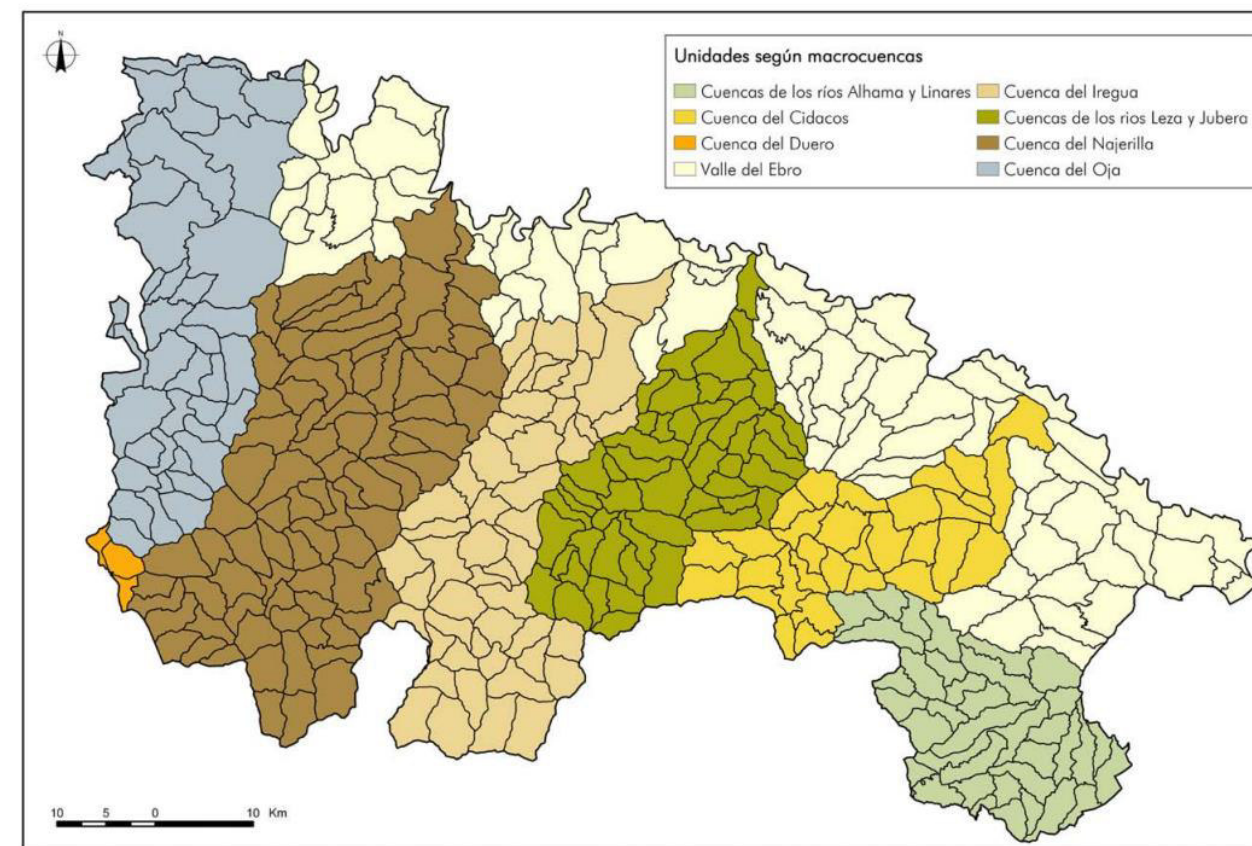 N
Unidades según macrocuencas
Cuencas de los ríos Alhama y Linares
Cuenca del Cidacos
Cuenca del Duero
Valle del Ebro
Cuenca del Iregua
Cuencas de los rios Leza y Jubera
Cuenca del Najerilla
Cuenca del Oja
10 5 0 10 Km